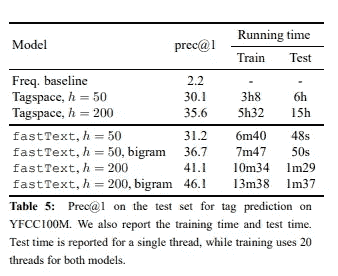 Model prec@1 Running time
Train Test
Freq. baseline 2.2 - -
Tagspace, h = 50 30.1 3h8 6h
Tagspace, h = 200 35.6 5h32 15h
fastText, h = 50 31.2 6m40 48s
fastText, h = 50, bigram 36.7 7m47 50s
fastText, h = 200 41.1 10m34 1m29
fastText, h = 200, bigram 46.1 13m38 1m37
Table 5: Prec@1 on the test set for tag prediction on
YFCC100M. We also report the training time and test time.
Test time is reported for a single thread, while training uses 20
threads for both models.